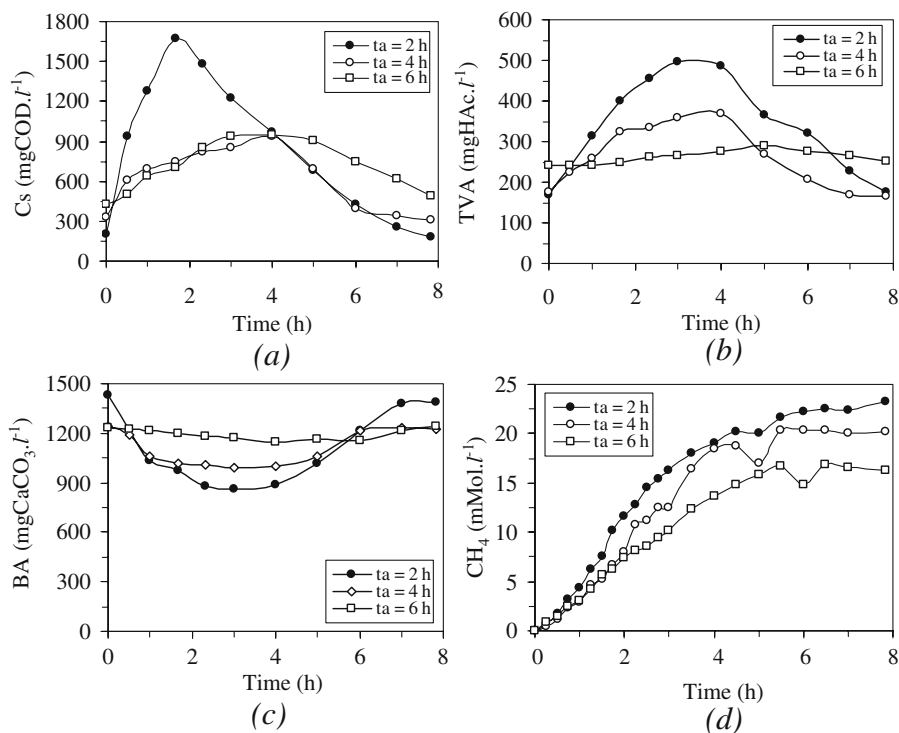 1800
1500
1200
900
600
300
0
Cs (mgCOD.l⁻¹)
ta = 2 h
ta = 4 h
ta = 6 h
0 2 4 6 8
Time (h)
(a)
600
500
400
300
200
100
0
TVA (mgHAc.l⁻¹)
ta = 2 h
ta = 4 h
ta = 6 h
0 2 4 6 8
Time (h)
(b)
1500
1200
900
600
300
0
BA (mgCaCO₃.l⁻¹)
ta = 2 h
ta = 4 h
ta = 6 h
0 2 4 6 8
Time (h)
(c)
25
20
15
10
5
0
CH₄ (mMol.l⁻¹)
ta = 2 h
ta = 4 h
ta = 6 h
0 2 4 6 8
Time (h)
(d)